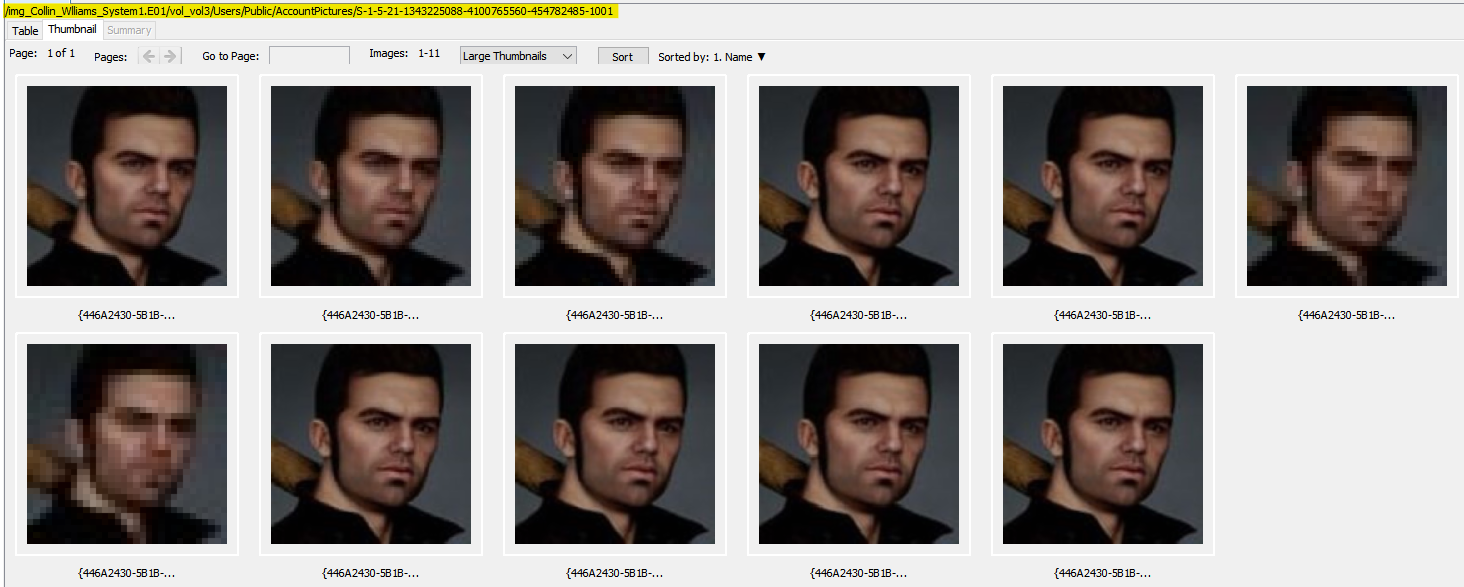 /img_Collin_Wlliams_System1.E01/vol_vol3/Users/Public/AccountPictures/S-1-5-21-1343225088-4100765560-454782485-1001
Table Thumbnail Summary
Page: 1 of 1 Pages: Go to Page: Images: 1-11 Large Thumbnails Sort Sorted by: 1. Name ▼
{446A2430-5B1B-... {446A2430-5B1B-... {446A2430-5B1B-... {446A2430-5B1B-... {446A2430-5B1B-... {446A2430-5B1B-...
{446A2430-5B1B-... {446A2430-5B1B-... {446A2430-5B1B-... {446A2430-5B1B-... {446A2430-5B1B-...